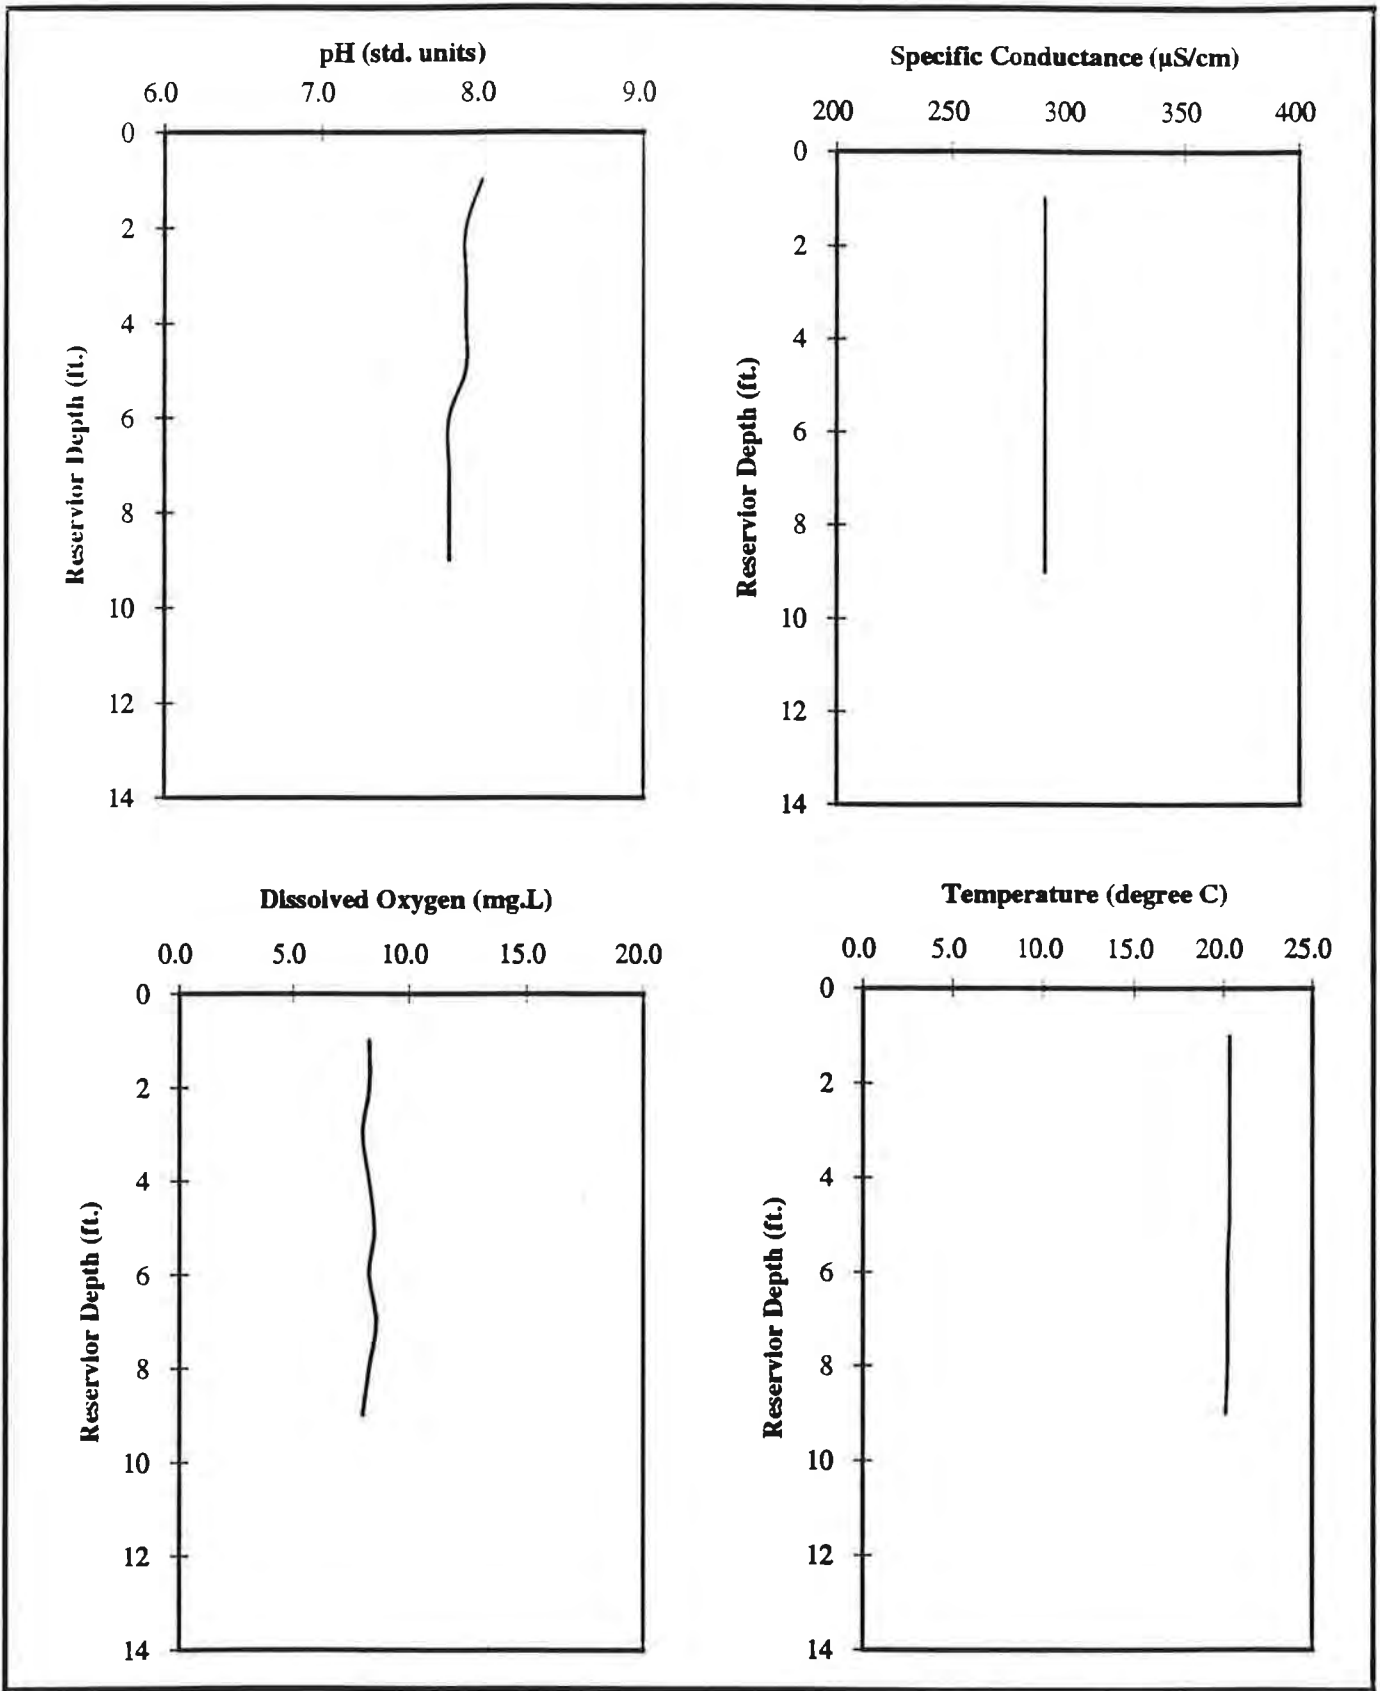 pH (std. units)
6.0 7.0 8.0 9.0
0
2
4
6
8
10
12
14
Reservior Depth (ft.)
Specific Conductance (µS/cm)
200 250 300 350 400
0
2
4
6
8
10
12
14
Reservior Depth (ft.)
Dissolved Oxygen (mg.L)
0.0 5.0 10.0 15.0 20.0
0
2
4
6
8
10
12
14
Reservior Depth (ft.)
Temperature (degree C)
0.0 5.0 10.0 15.0 20.0 25.0
0
2
4
6
8
10
12
14
Reservior Depth (ft.)